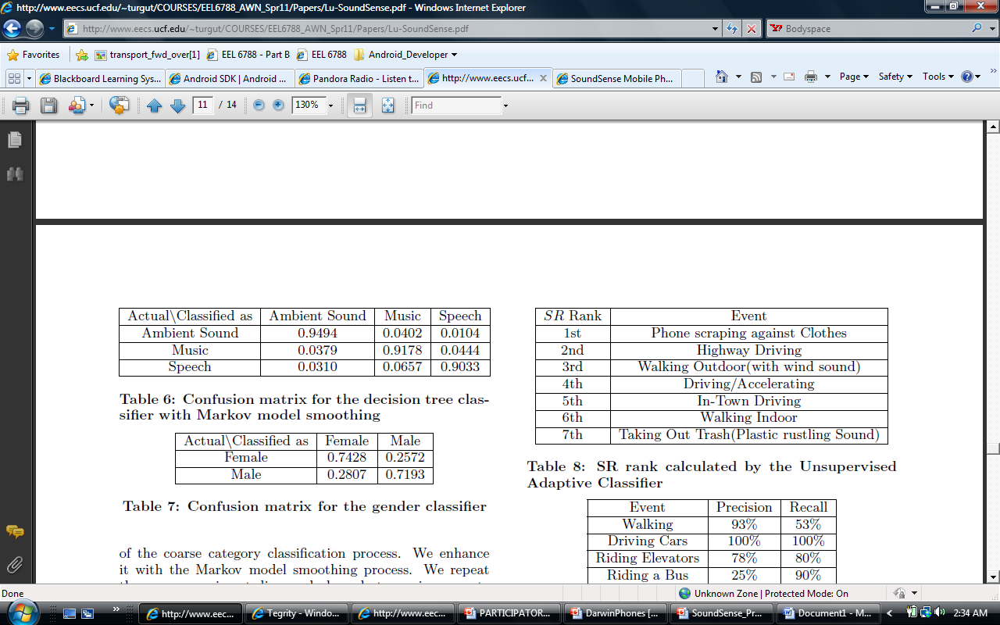 http://www.eecs.ucf.edu/~turgut/COURSES/EEL6788_AWN_Spr11/Papers/Lu-SoundSense.pdf - Windows Internet Explorer
http://www.eecs.ucf.edu/~turgut/COURSES/EEL6788_AWN_Spr11/Papers/Lu-SoundSense.pdf Bodyspace
Favorites transport_fwd_over[1] EEL 6788 - Part B EEL 6788 Android_Developer
Blackboard Learning Sys... Android SDK | Android ... Pandora Radio - Listen t... http://www.eecs.ucf... SoundSense Mobile Ph... Page Safety Tools
11 / 14 130% Find
Actual\Classified as Ambient Sound Music Speech
Ambient Sound 0.9494 0.0402 0.0104
Music 0.0379 0.9178 0.0444
Speech 0.0310 0.0657 0.9033
Table 6: Confusion matrix for the decision tree clas-
sifier with Markov model smoothing
Actual\Classified as Female Male
Female 0.7428 0.2572
Male 0.2807 0.7193
Table 7: Confusion matrix for the gender classifier
of the coarse category classification process. We enhance
it with the Markov model smoothing process. We repeat
SR Rank Event
1st Phone scraping against Clothes
2nd Highway Driving
3rd Walking Outdoor(with wind sound)
4th Driving/Accelerating
5th In-Town Driving
6th Walking Indoor
7th Taking Out Trash(Plastic rustling Sound)
Table 8: SR rank calculated by the Unsupervised
Adaptive Classifier
Event Precision Recall
Walking 93% 53%
Driving Cars 100% 100%
Riding Elevators 78% 80%
Riding a Bus 25% 90%
Done Unknown Zone | Protected Mode: On
http://www.eec... Tegrity - Windo... http://www.eec... PARTICIPATOR... DarwinPhones [... SoundSense_Pr... Document1 - M... 2:34 AM